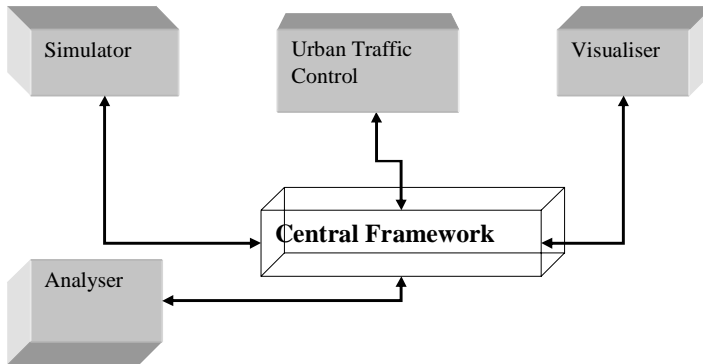 Simulator
Urban Traffic
Control
Visualiser
Central Framework
Analyser